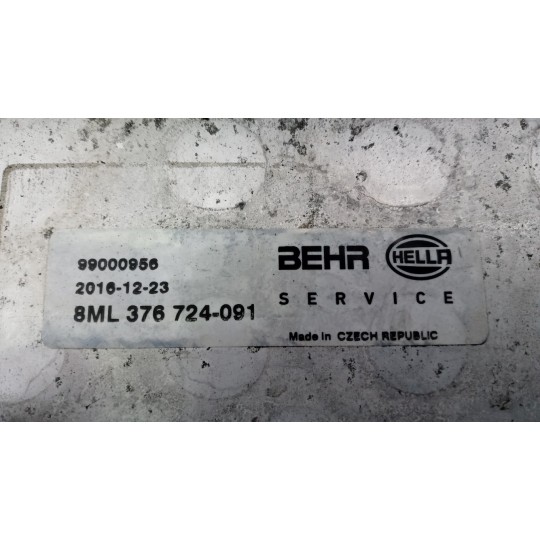 99000956
2016-12-23
8ML 376 724-091
BEHR HELLA
SERVICE
Made in CZECH REPUBLIC